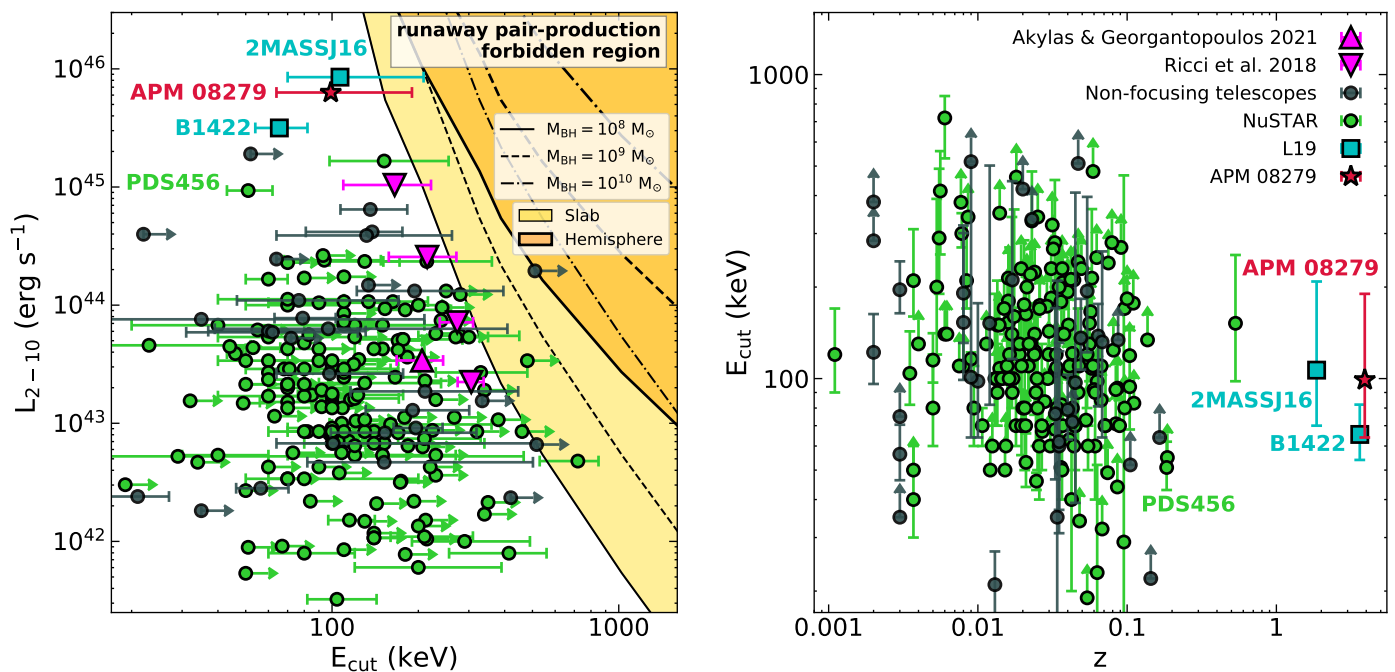 runaway pair-production
forbidden region
2MASSJ16
APM 08279
B1422
PDS456
M_BH = 10^8 M_⊙
M_BH = 10^9 M_⊙
M_BH = 10^10 M_⊙
Slab
Hemisphere
10^46
10^45
10^44
10^43
10^42
L_2−10 (erg s^−1)
100
1000
E_cut (keV)
Akylas & Georgantopoulos 2021
Ricci et al. 2018
Non-focusing telescopes
NuSTAR
L19
APM 08279
APM 08279
2MASSJ16
B1422
PDS456
1000
100
E_cut (keV)
0.001
0.01
0.1
1
z